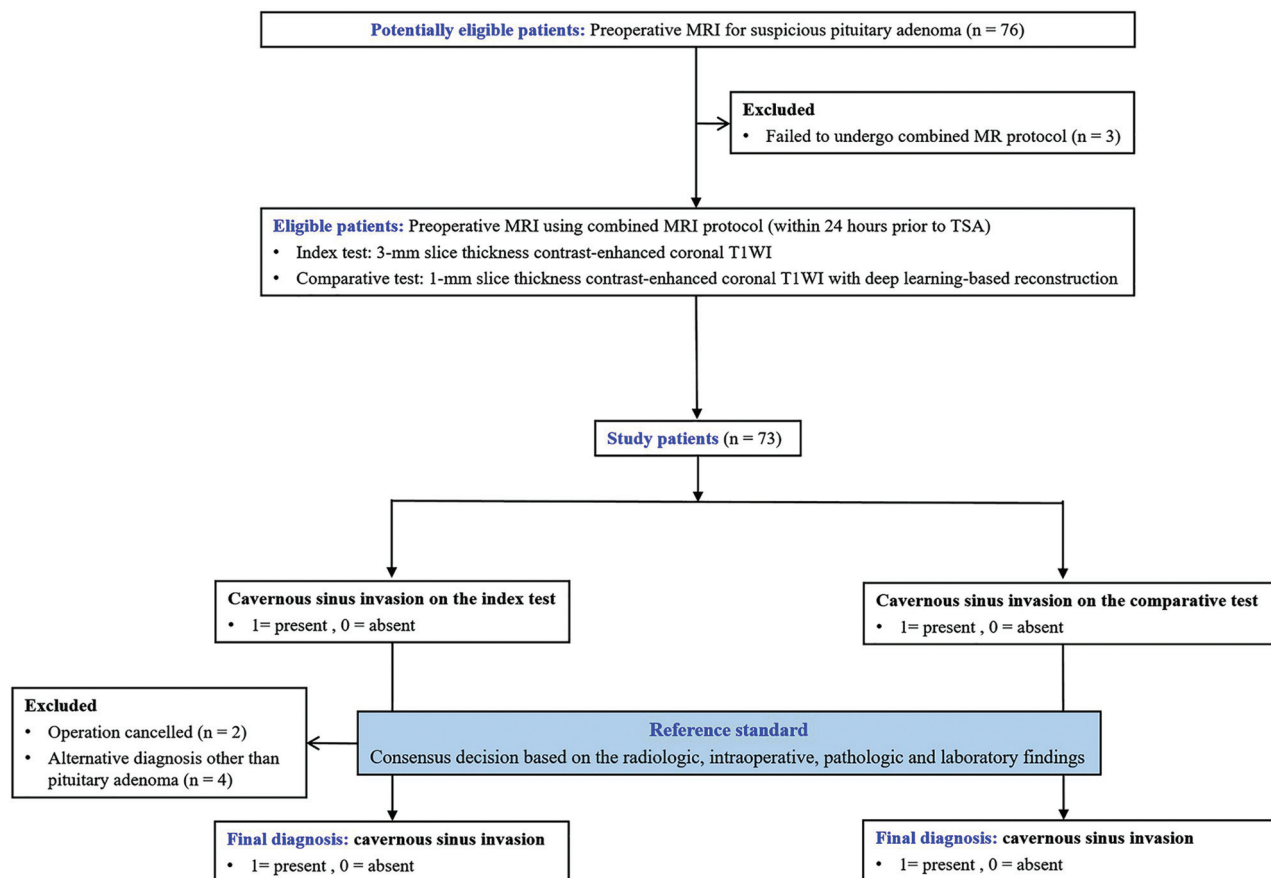 Potentially eligible patients: Preoperative MRI for suspicious pituitary adenoma (n = 76)
Excluded
• Failed to undergo combined MR protocol (n = 3)
Eligible patients: Preoperative MRI using combined MRI protocol (within 24 hours prior to TSA)
• Index test: 3-mm slice thickness contrast-enhanced coronal T1WI
• Comparative test: 1-mm slice thickness contrast-enhanced coronal T1WI with deep learning-based reconstruction
Study patients (n = 73)
Cavernous sinus invasion on the index test
• 1= present , 0 = absent
Cavernous sinus invasion on the comparative test
• 1= present , 0 = absent
Excluded
• Operation cancelled (n = 2)
• Alternative diagnosis other than
pituitary adenoma (n = 4)
Reference standard
Consensus decision based on the radiologic, intraoperative, pathologic and laboratory findings
Final diagnosis: cavernous sinus invasion
• 1= present , 0 = absent
Final diagnosis: cavernous sinus invasion
• 1= present , 0 = absent